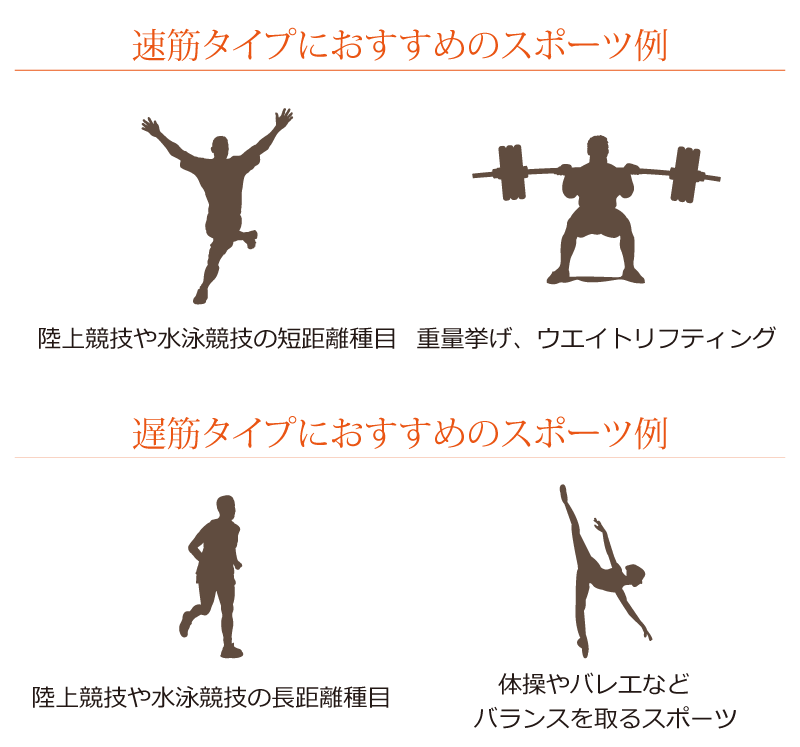 速筋タイプにおすすめのスポーツ例
陸上競技や水泳競技の短距離種目
重量挙げ、ウエイトリフティング
遅筋タイプにおすすめのスポーツ例
陸上競技や水泳競技の長距離種目
体操やバレエなど
バランスを取るスポーツ